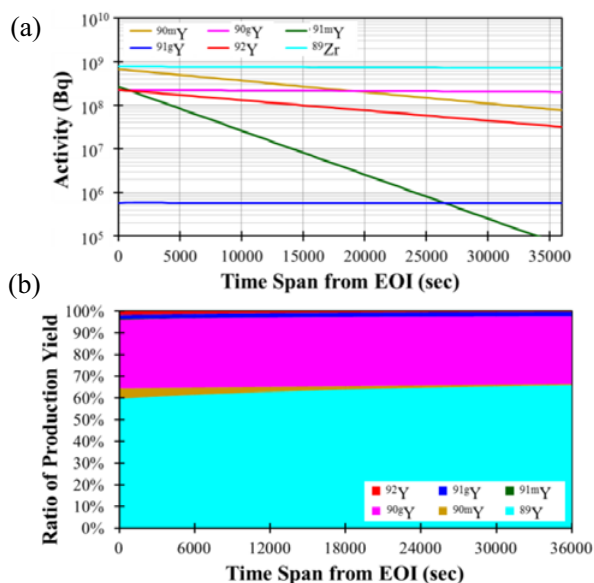 (a)
90mY 90gY 91mY
91gY 92Y 89Zr
Activity (Bq)
10^10
10^9
10^8
10^7
10^6
10^5
0 5000 10000 15000 20000 25000 30000 35000
Time Span from EOI (sec)
(b)
Ratio of Production Yield
100%
90%
80%
70%
60%
50%
40%
30%
20%
10%
0%
92Y 91gY 91mY
90gY 90mY 89Y
0 6000 12000 18000 24000 30000 36000
Time Span from EOI (sec)